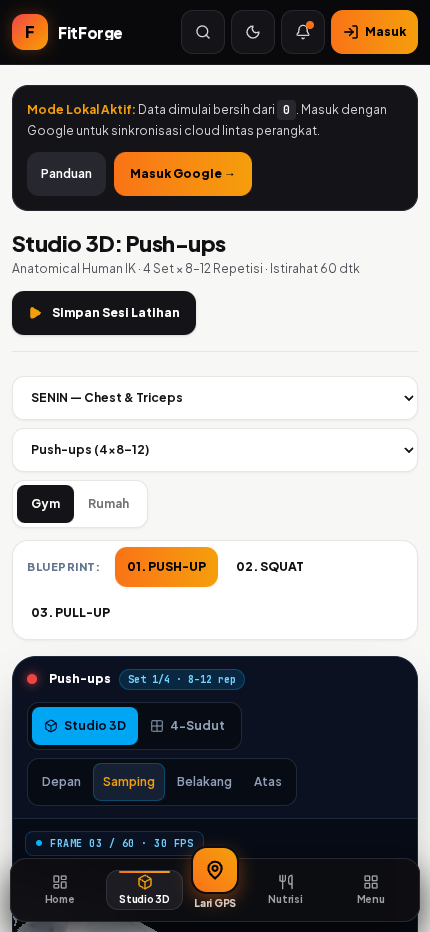 F FitForge Masuk
Mode Lokal Aktif: Data dimulai bersih dari 0. Masuk dengan
Google untuk sinkronisasi cloud lintas perangkat.
Panduan Masuk Google →
Studio 3D: Push-ups
Anatomical Human IK · 4 Set × 8–12 Repetisi · Istirahat 60 dtk
Simpan Sesi Latihan
SENIN — Chest & Triceps
Push-ups (4×8–12)
Gym Rumah
BLUEPRINT: 01. PUSH-UP 02. SQUAT
03. PULL-UP
Push-ups Set 1/4 · 8-12 rep
Studio 3D 4-Sudut
Depan Samping Belakang Atas
FRAME 03 / 60 · 30 FPS
Home Studio 3D Lari GPS Nutrisi Menu